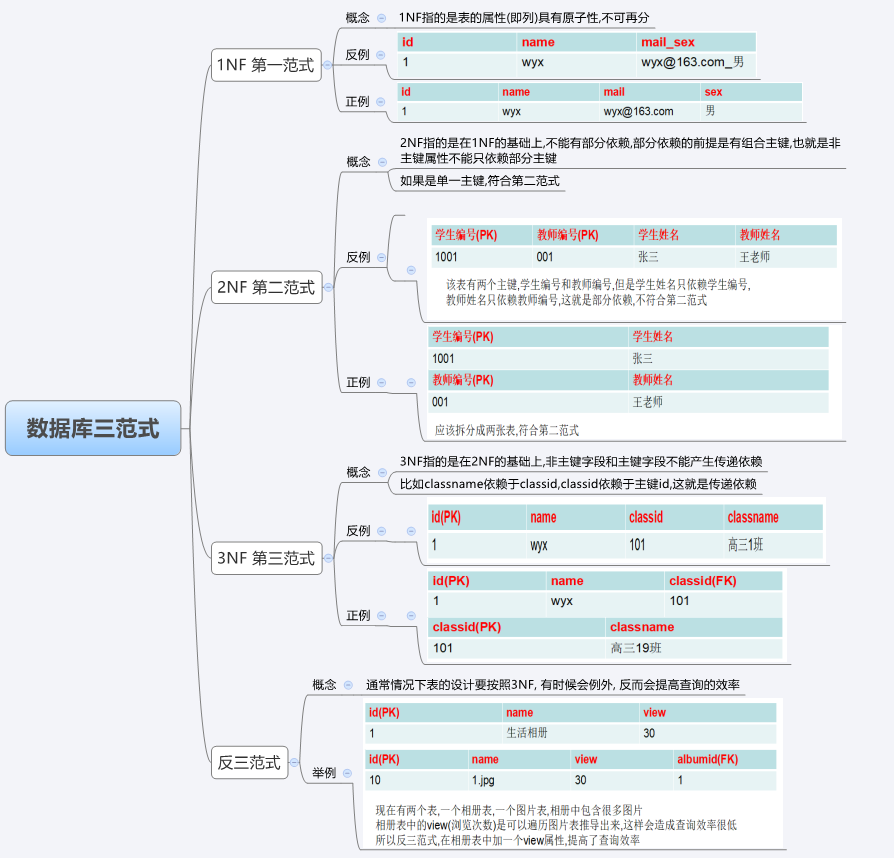 数据库三范式
1NF 第一范式
概念
1NF指的是表的属性(即列)具有原子性,不可再分
反例
id name mail_sex
1 wyx wyx@163.com_男
正例
id name mail sex
1 wyx wyx@163.com 男
2NF 第二范式
概念
2NF指的是在1NF的基础上,不能有部分依赖,部分依赖的前提是有组合主键,也就是非
主键属性不能只依赖部分主键
如果是单一主键,符合第二范式
反例
学生编号(PK) 教师编号(PK) 学生姓名 教师姓名
1001 001 张三 王老师
该表有两个主键,学生编号和教师编号,但是学生姓名只依赖学生编号,
教师姓名只依赖教师编号,这就是部分依赖,不符合第二范式
正例
学生编号(PK) 学生姓名
1001 张三
教师编号(PK) 教师姓名
001 王老师
应该拆分成两张表,符合第二范式
3NF 第三范式
概念
3NF指的是在2NF的基础上,非主键字段和主键字段不能产生传递依赖
比如classname依赖于classid,classid依赖于主键id,这就是传递依赖
反例
id(PK) name classid classname
1 wyx 101 高三1班
正例
id(PK) name classid(FK)
1 wyx 101
classid(PK) classname
101 高三19班
反三范式
概念
通常情况下表的设计要按照3NF, 有时候会例外, 反而会提高查询的效率
举例
id(PK) name view
1 生活相册 30
id(PK) name view albumid(FK)
10 1.jpg 30 1
现在有两个表,一个相册表,一个图片表,相册中包含很多图片
相册表中的view(浏览次数)是可以遍历图片表推导出来,这样会造成查询效率很低
所以反三范式,在相册表中加一个view属性,提高了查询效率